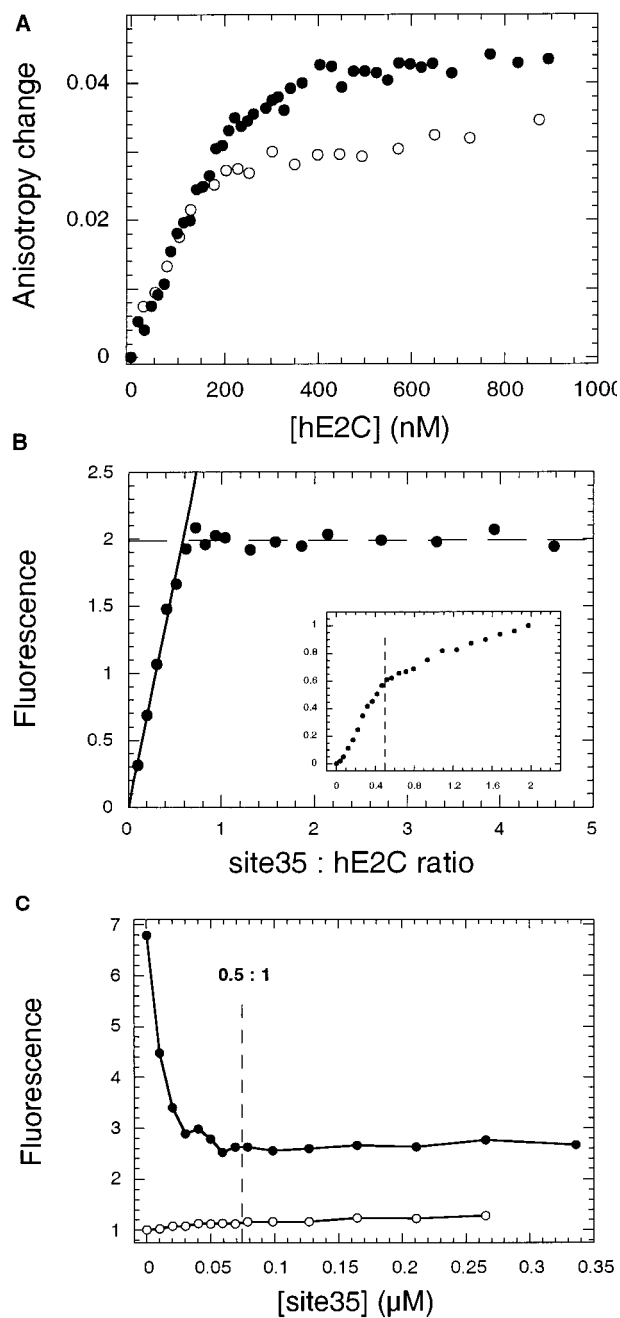 A
Anisotropy change
0.04
0.02
0
0 200 400 600 800 1000
[hE2C] (nM)
B
Fluorescence
2.5
2
1.5
1
0.5
0
0 1 2 3 4 5
site35 : hE2C ratio
1
0.8
0.6
0.4
0.2
0
0 0.4 0.8 1.2 1.6 2
C
Fluorescence
7
6
5
4
3
2
1
0.5 : 1
0 0.05 0.1 0.15 0.2 0.25 0.3 0.35
[site35] (µM)